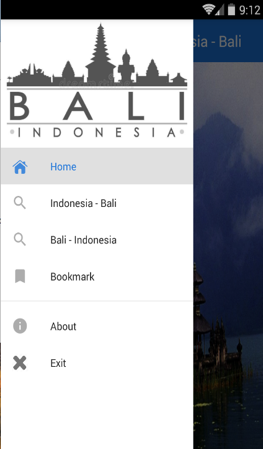 9:12
sia - Bali
BALI
INDONESIA
Home
Indonesia - Bali
Bali - Indonesia
Bookmark
About
Exit